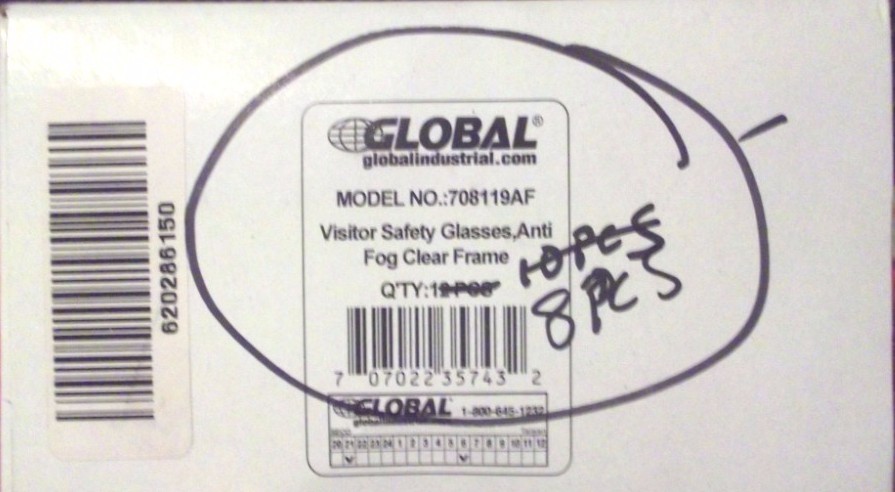 620286150
GLOBAL®
globalindustrial.com
MODEL NO.:708119AF
Visitor Safety Glasses,Anti
Fog Clear Frame
10 PCS
Q'TY:12 PCS
8 PCS
7 07022 35743 2
GLOBAL 1-800-645-1232
20 21 22 23 24 1 2 3 4 5 6 7 8 9 10 11 12